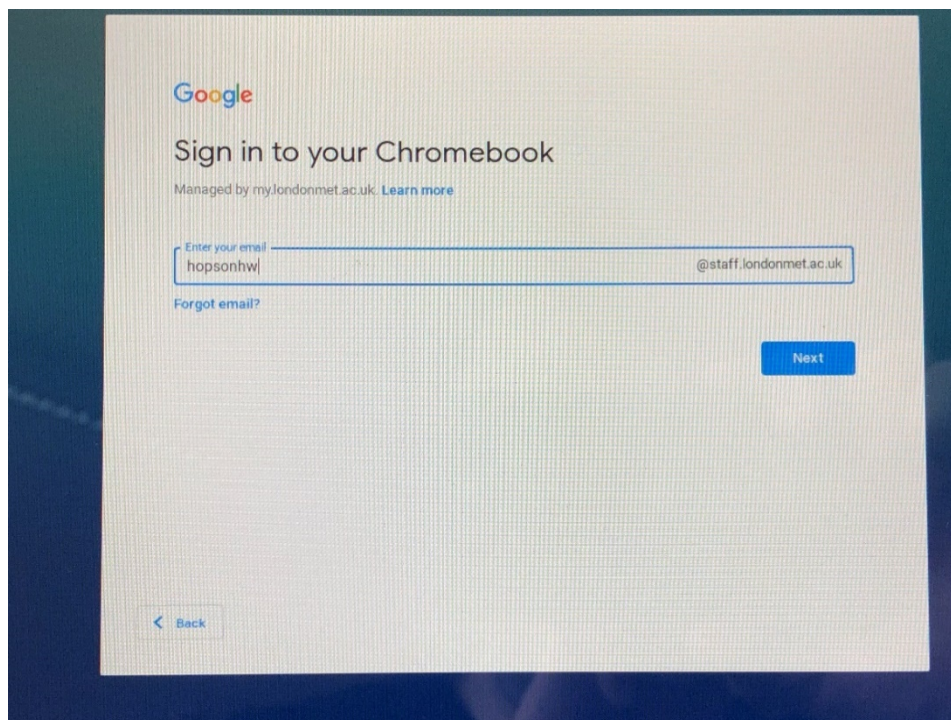 Google
Sign in to your Chromebook
Managed by my.londonmet.ac.uk. Learn more
Enter your email
hopsonhw @staff.londonmet.ac.uk
Forgot email?
Next
Back